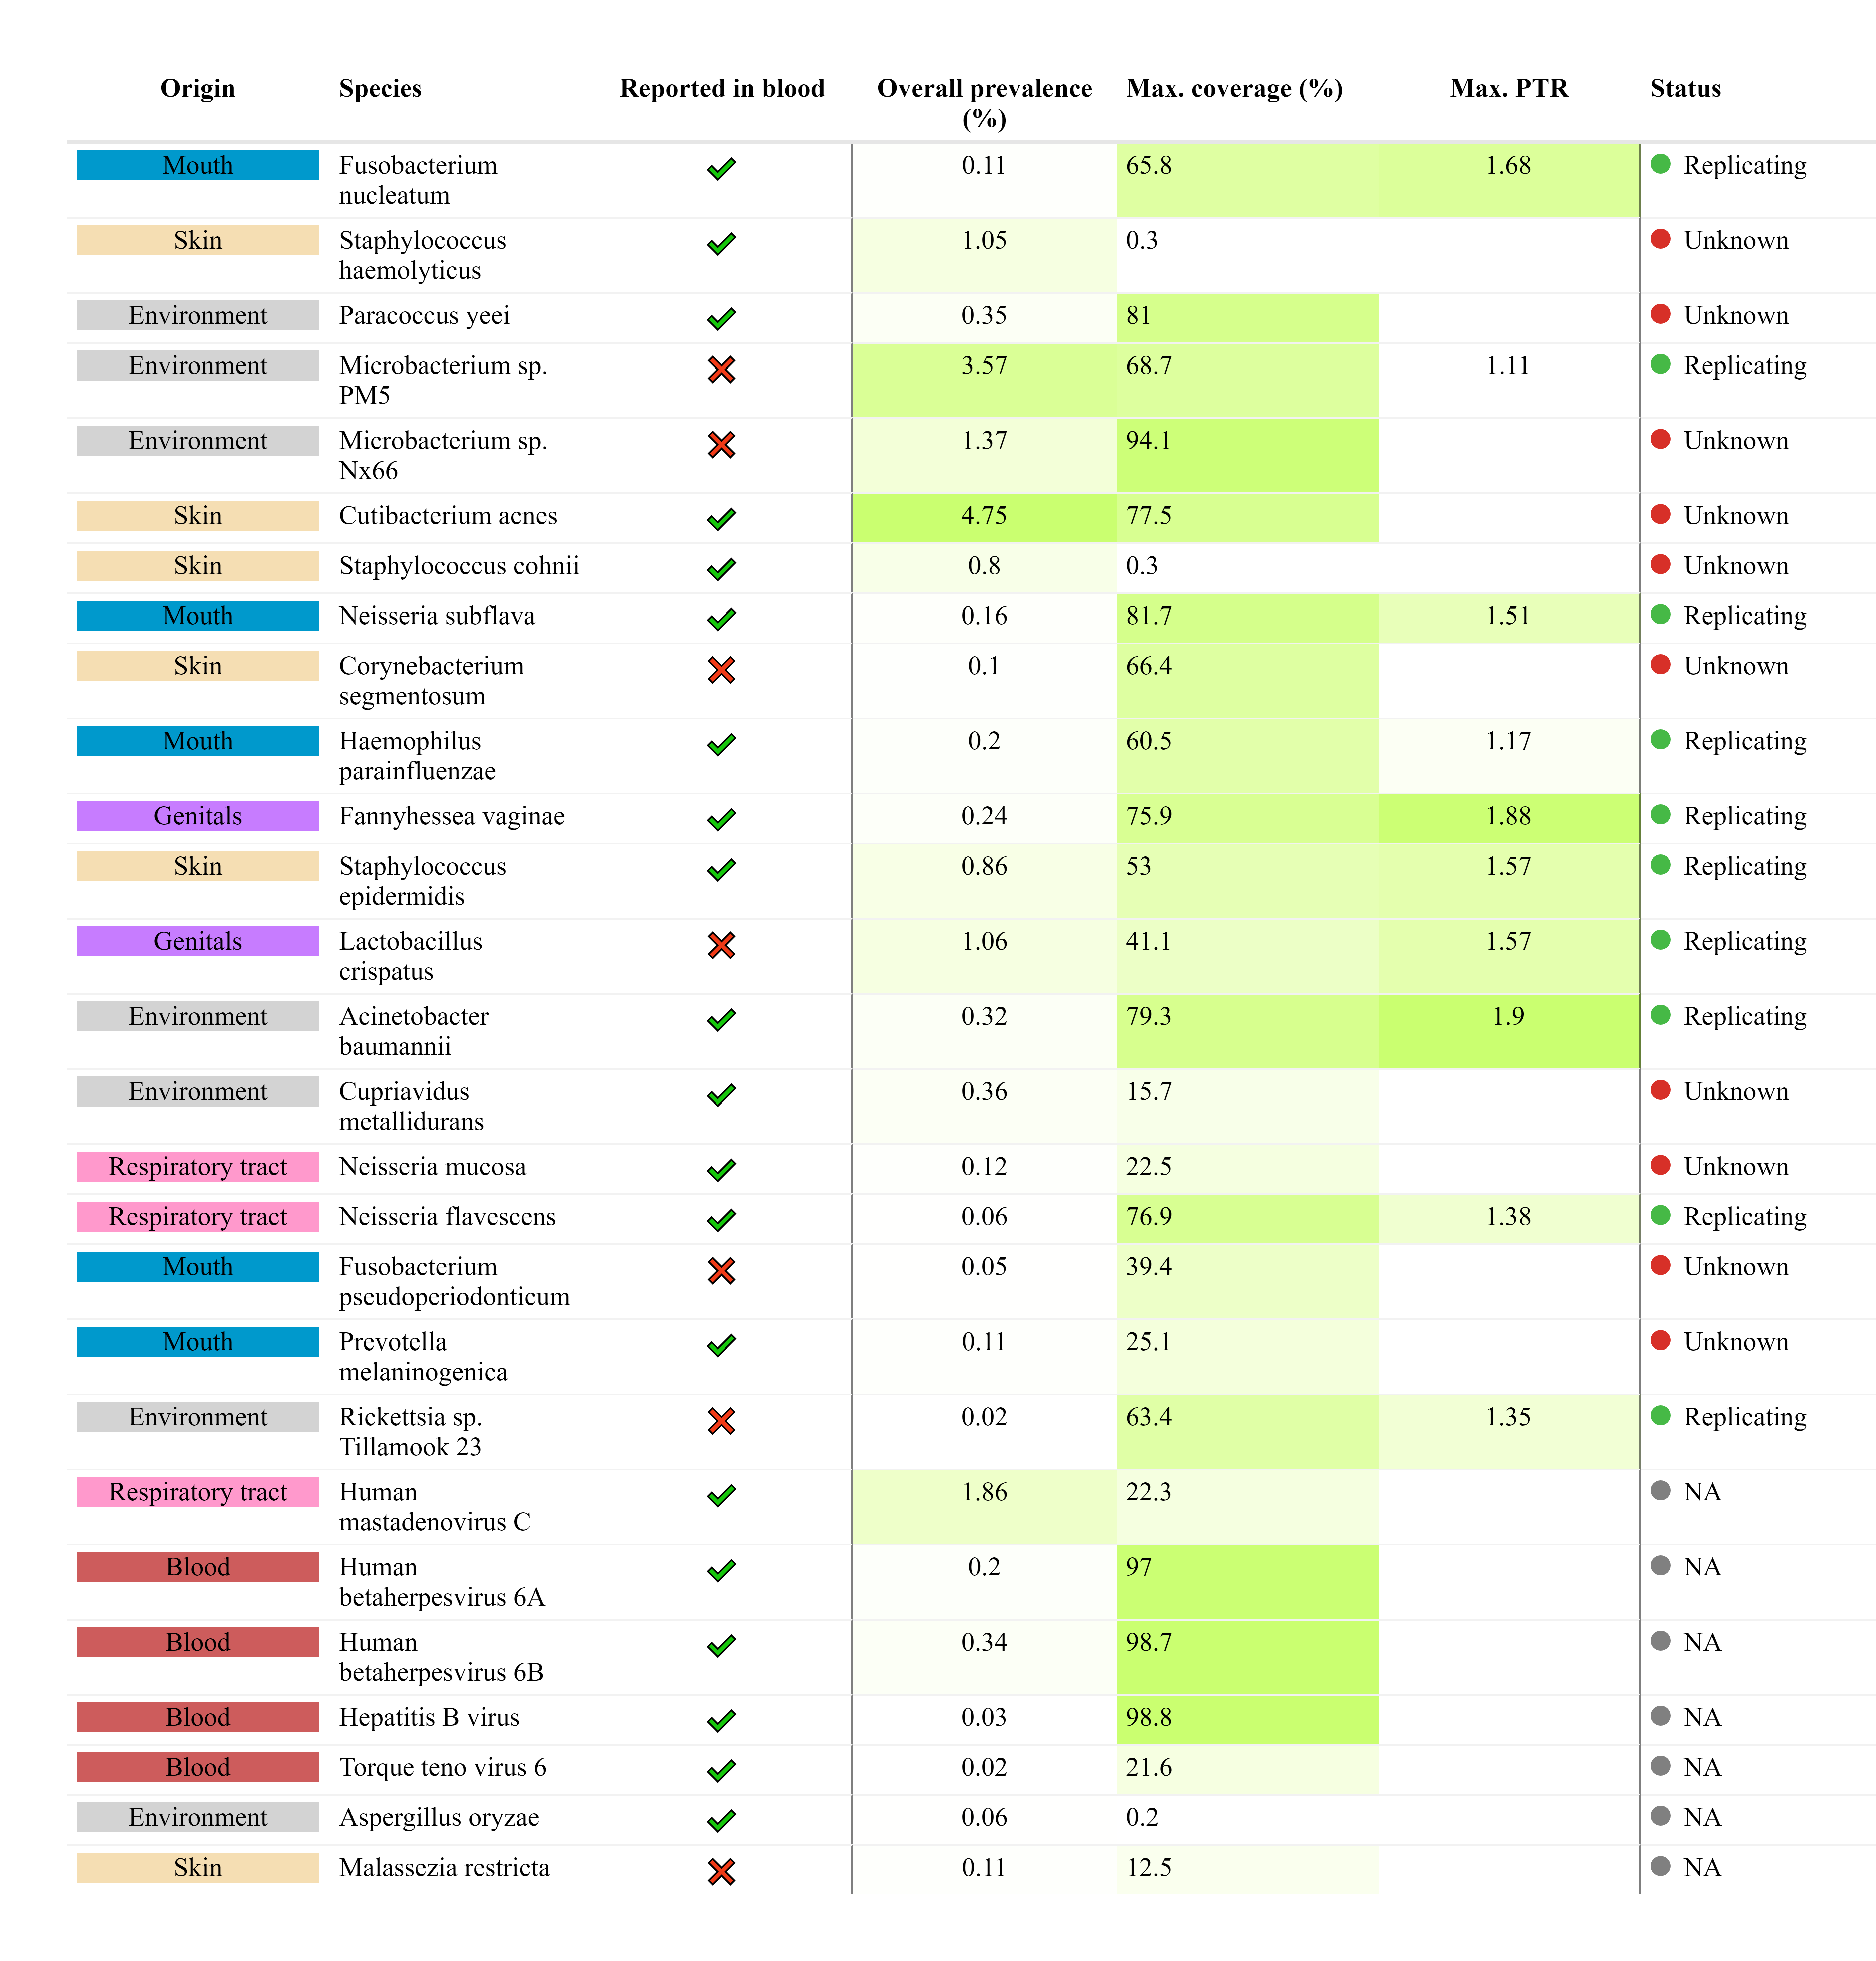 Origin Species Reported in blood Overall prevalence Max. coverage (%) Max. PTR Status
(%)
Mouth Fusobacterium 0.11 65.8 1.68 Replicating
nucleatum
Skin Staphylococcus 1.05 0.3 Unknown
haemolyticus
Environment Paracoccus yeei 0.35 81 Unknown
Environment Microbacterium sp. 3.57 68.7 1.11 Replicating
PM5
Environment Microbacterium sp. 1.37 94.1 Unknown
Nx66
Skin Cutibacterium acnes 4.75 77.5 Unknown
Skin Staphylococcus cohnii 0.8 0.3 Unknown
Mouth Neisseria subflava 0.16 81.7 1.51 Replicating
Skin Corynebacterium 0.1 66.4 Unknown
segmentosum
Mouth Haemophilus 0.2 60.5 1.17 Replicating
parainfluenzae
Genitals Fannyhessea vaginae 0.24 75.9 1.88 Replicating
Skin Staphylococcus 0.86 53 1.57 Replicating
epidermidis
Genitals Lactobacillus 1.06 41.1 1.57 Replicating
crispatus
Environment Acinetobacter 0.32 79.3 1.9 Replicating
baumannii
Environment Cupriavidus 0.36 15.7 Unknown
metallidurans
Respiratory tract Neisseria mucosa 0.12 22.5 Unknown
Respiratory tract Neisseria flavescens 0.06 76.9 1.38 Replicating
Mouth Fusobacterium 0.05 39.4 Unknown
pseudoperiodonticum
Mouth Prevotella 0.11 25.1 Unknown
melaninogenica
Environment Rickettsia sp. 0.02 63.4 1.35 Replicating
Tillamook 23
Respiratory tract Human 1.86 22.3 NA
mastadenovirus C
Blood Human 0.2 97 NA
betaherpesvirus 6A
Blood Human 0.34 98.7 NA
betaherpesvirus 6B
Blood Hepatitis B virus 0.03 98.8 NA
Blood Torque teno virus 6 0.02 21.6 NA
Environment Aspergillus oryzae 0.06 0.2 NA
Skin Malassezia restricta 0.11 12.5 NA